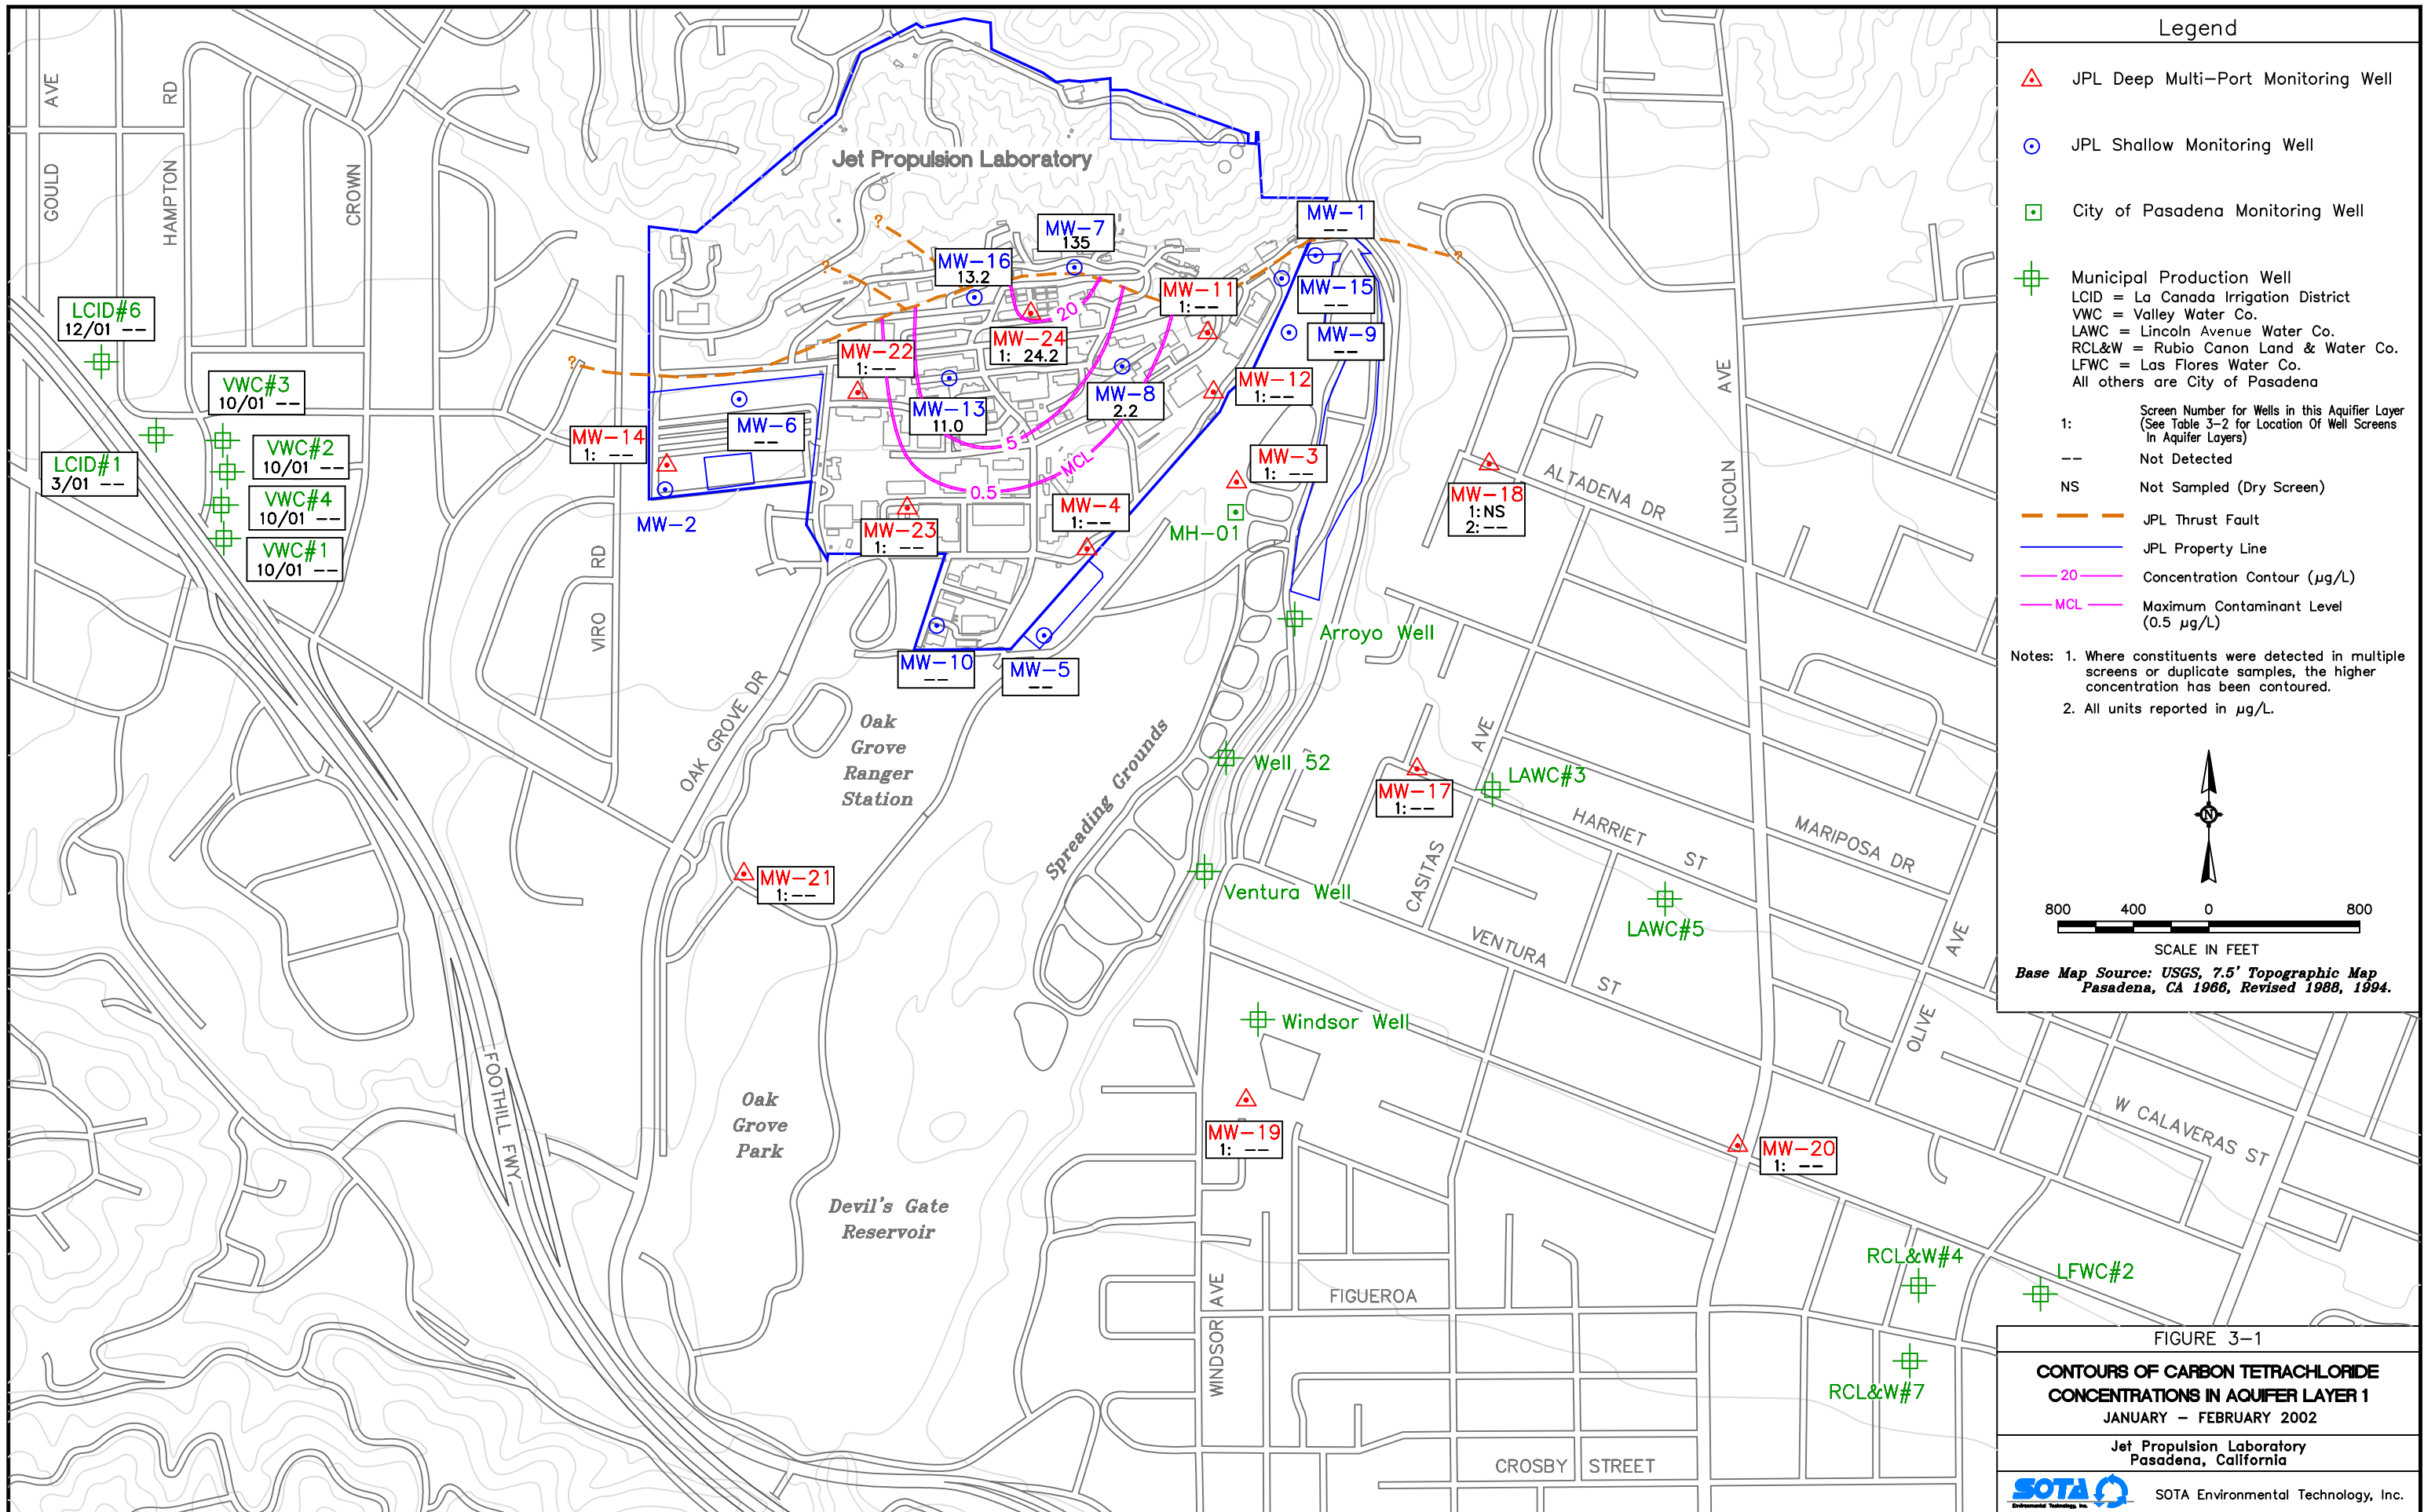 GOULD AVE
HAMPTON RD
CROWN
Jet Propulsion Laboratory
LCID#6
12/01 --
VWC#3
10/01 --
LCID#1
3/01 --
VWC#2
10/01 --
VWC#4
10/01 --
VWC#1
10/01 --
MW-7
135
MW-1
--
MW-16
13.2
MW-11
1:--
MW-15
--
MW-9
--
MW-24
1: 24.2
MW-22
1:--
MW-12
1:--
MW-8
2.2
MW-13
11.0
MW-6
--
MW-14
1: --
MW-3
1: --
MW-18
1:NS
2:--
MW-4
1:--
MW-2
MW-23
1: --
MH-01
MW-10
--
MW-5
--
20
5
MCL
0.5
?
?
?
?
VIRO RD
OAK GROVE DR
Oak
Grove
Ranger
Station
Spreading Grounds
Arroyo Well
Well 52
Ventura Well
Windsor Well
MW-17
1:--
MW-21
1:--
MW-19
1: --
MW-20
1: --
LAWC#3
LAWC#5
ALTADENA DR
LINCOLN AVE
CASITAS AVE
HARRIET ST
MARIPOSA DR
VENTURA ST
OLIVE AVE
W CALAVERAS ST
FOOTHILL FWY
Oak
Grove
Park
Devil's Gate
Reservoir
WINDSOR AVE
FIGUEROA
CROSBY STREET
RCL&W#4
LFWC#2
RCL&W#7
Legend
JPL Deep Multi-Port Monitoring Well
JPL Shallow Monitoring Well
City of Pasadena Monitoring Well
Municipal Production Well
LCID = La Canada Irrigation District
VWC = Valley Water Co.
LAWC = Lincoln Avenue Water Co.
RCL&W = Rubio Canon Land & Water Co.
LFWC = Las Flores Water Co.
All others are City of Pasadena
1: Screen Number for Wells in this Aquifier Layer
(See Table 3-2 for Location Of Well Screens
In Aquifer Layers)
-- Not Detected
NS Not Sampled (Dry Screen)
JPL Thrust Fault
JPL Property Line
20 Concentration Contour (µg/L)
MCL Maximum Contaminant Level
(0.5 µg/L)
Notes: 1. Where constituents were detected in multiple
screens or duplicate samples, the higher
concentration has been contoured.
2. All units reported in µg/L.
N
800 400 0 800
SCALE IN FEET
Base Map Source: USGS, 7.5' Topographic Map
Pasadena, CA 1966, Revised 1988, 1994.
FIGURE 3-1
CONTOURS OF CARBON TETRACHLORIDE
CONCENTRATIONS IN AQUIFER LAYER 1
JANUARY - FEBRUARY 2002
Jet Propulsion Laboratory
Pasadena, California
SOTA
Environmental Technology, Inc.
SOTA Environmental Technology, Inc.